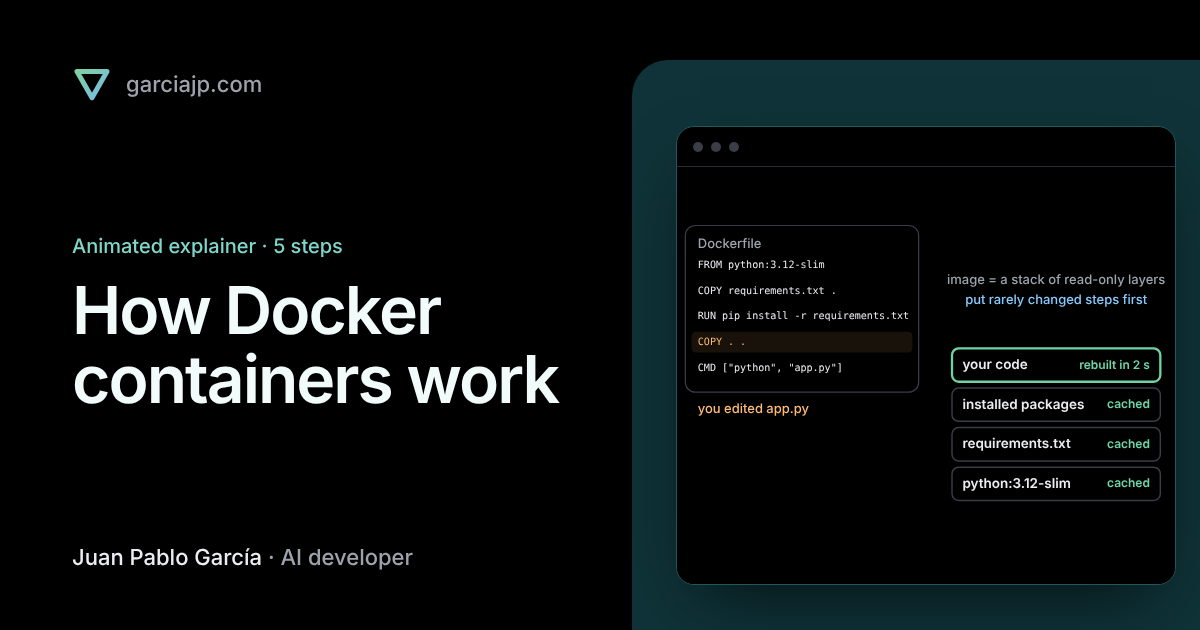 garciajp.com
Animated explainer · 5 steps
How Docker
containers work
Juan Pablo García · AI developer
Dockerfile
FROM python:3.12-slim
COPY requirements.txt .
RUN pip install -r requirements.txt
COPY . .
CMD ["python", "app.py"]
you edited app.py
image = a stack of read-only layers
put rarely changed steps first
your code rebuilt in 2 s
installed packages cached
requirements.txt cached
python:3.12-slim cached